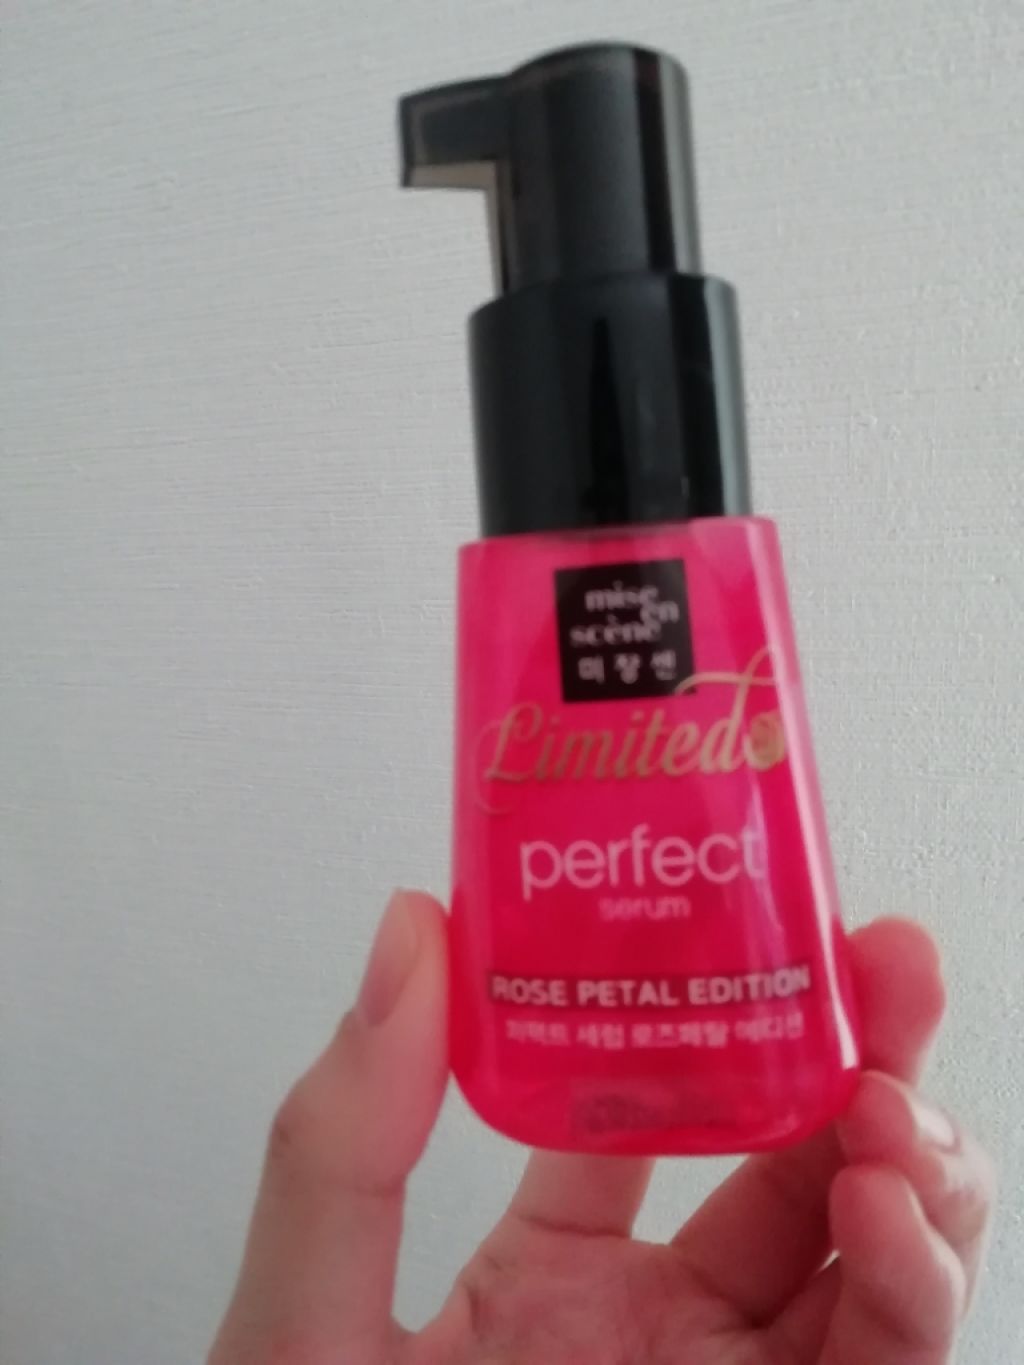 mise
en
scène
미쟝센
Limited
perfect
serum
ROSE PETAL EDITION
퍼펙트 세럼 로즈페탈 에디션